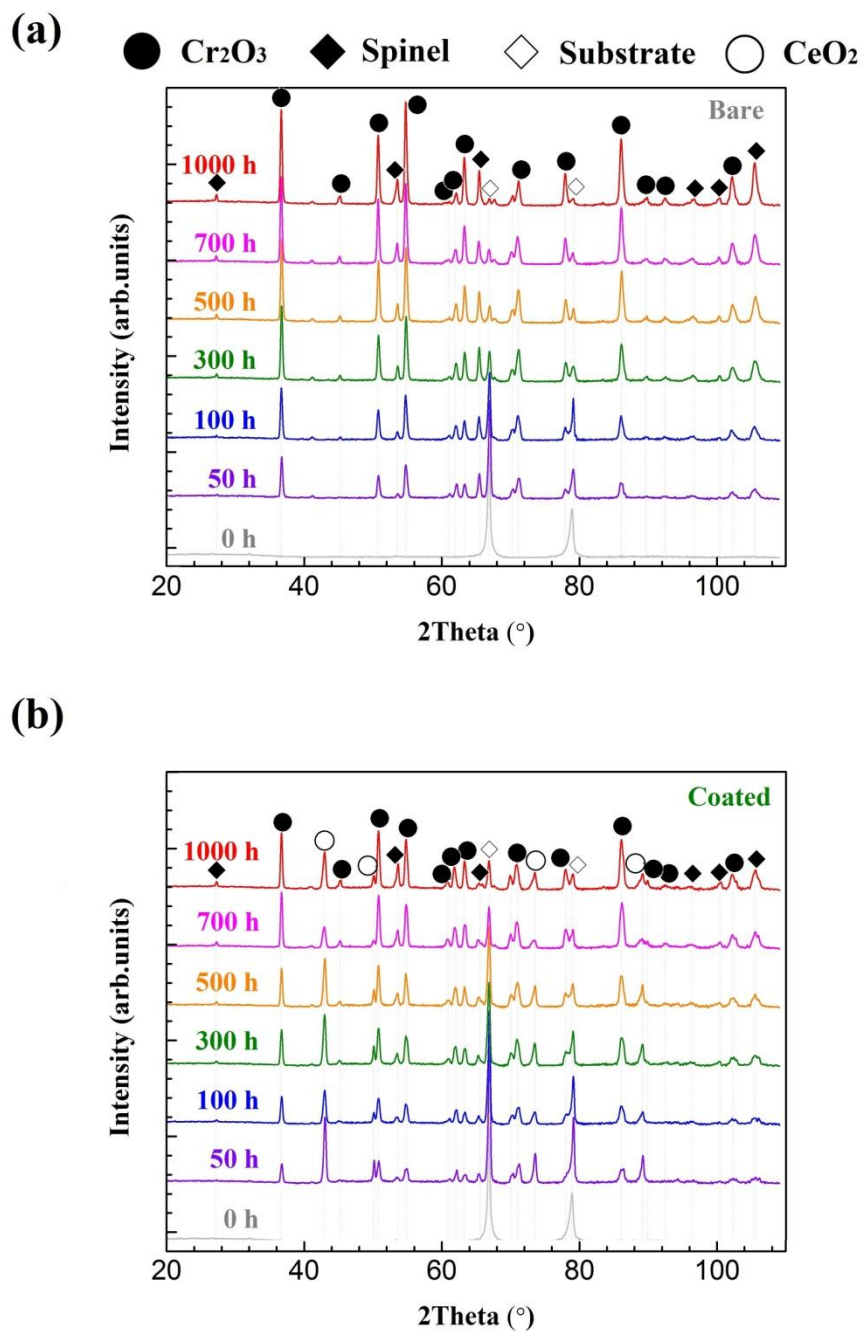 (a)
Cr₂O₃ Spinel Substrate CeO₂
Bare
1000 h
700 h
500 h
300 h
100 h
50 h
0 h
Intensity (arb.units)
20 40 60 80 100
2Theta (°)
(b)
Coated
1000 h
700 h
500 h
300 h
100 h
50 h
0 h
Intensity (arb.units)
20 40 60 80 100
2Theta (°)